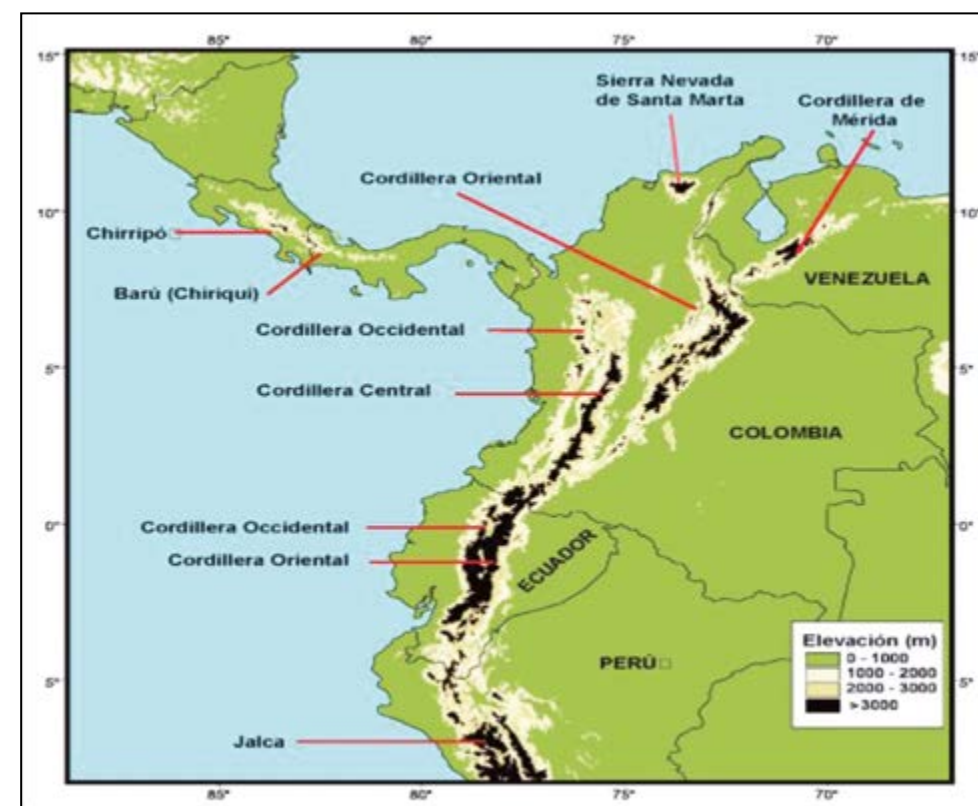 85°
80°
75°
70°
15°
15°
Sierra Nevada
de Santa Marta
Cordillera de
Mérida
Cordillera Oriental
10°
10°
Chirripó
Barú (Chiriqui)
VENEZUELA
Cordillera Occidental
5°
5°
Cordillera Central
COLOMBIA
0°
0°
Cordillera Occidental
Cordillera Oriental
ECUADOR
Elevación (m)
0 - 1000
1000 - 2000
2000 - 3000
>3000
PERÚ
5°
5°
Jalca
85°
80°
75°
70°